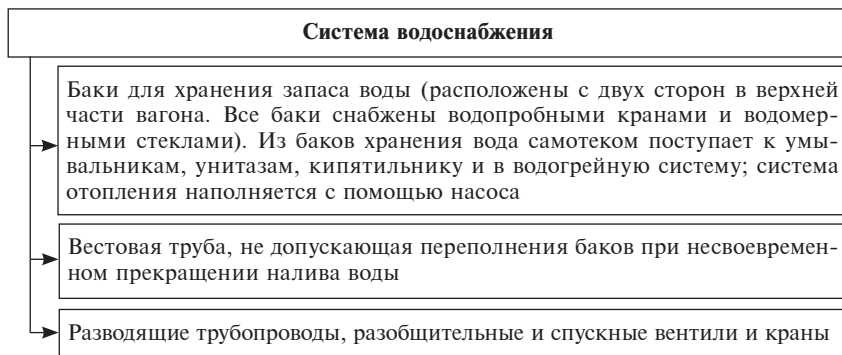 Система водоснабжения
Баки для хранения запаса воды (расположены с двух сторон в верхней
части вагона. Все баки снабжены водопробными кранами и водомер-
ными стеклами). Из баков хранения вода самотеком поступает к умы-
вальникам, унитазам, кипятильнику и в водогрейную систему; система
отопления наполняется с помощью насоса
Вестовая труба, не допускающая переполнения баков при несвоевремен-
ном прекращении налива воды
Разводящие трубопроводы, разобщительные и спускные вентили и краны